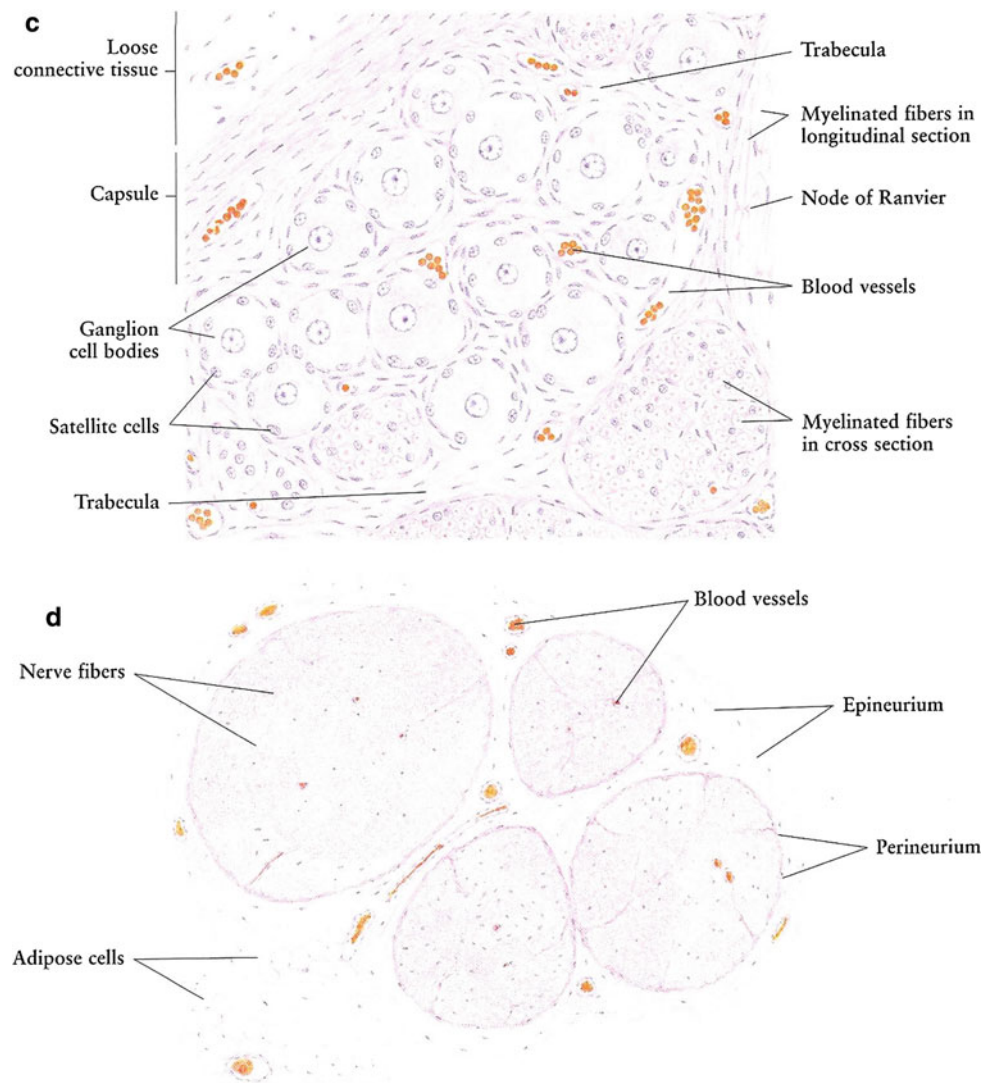 c
Loose
connective tissue
Capsule
Ganglion
cell bodies
Satellite cells
Trabecula
Trabecula
Myelinated fibers in
longitudinal section
Node of Ranvier
Blood vessels
Myelinated fibers
in cross section
d
Nerve fibers
Adipose cells
Blood vessels
Epineurium
Perineurium